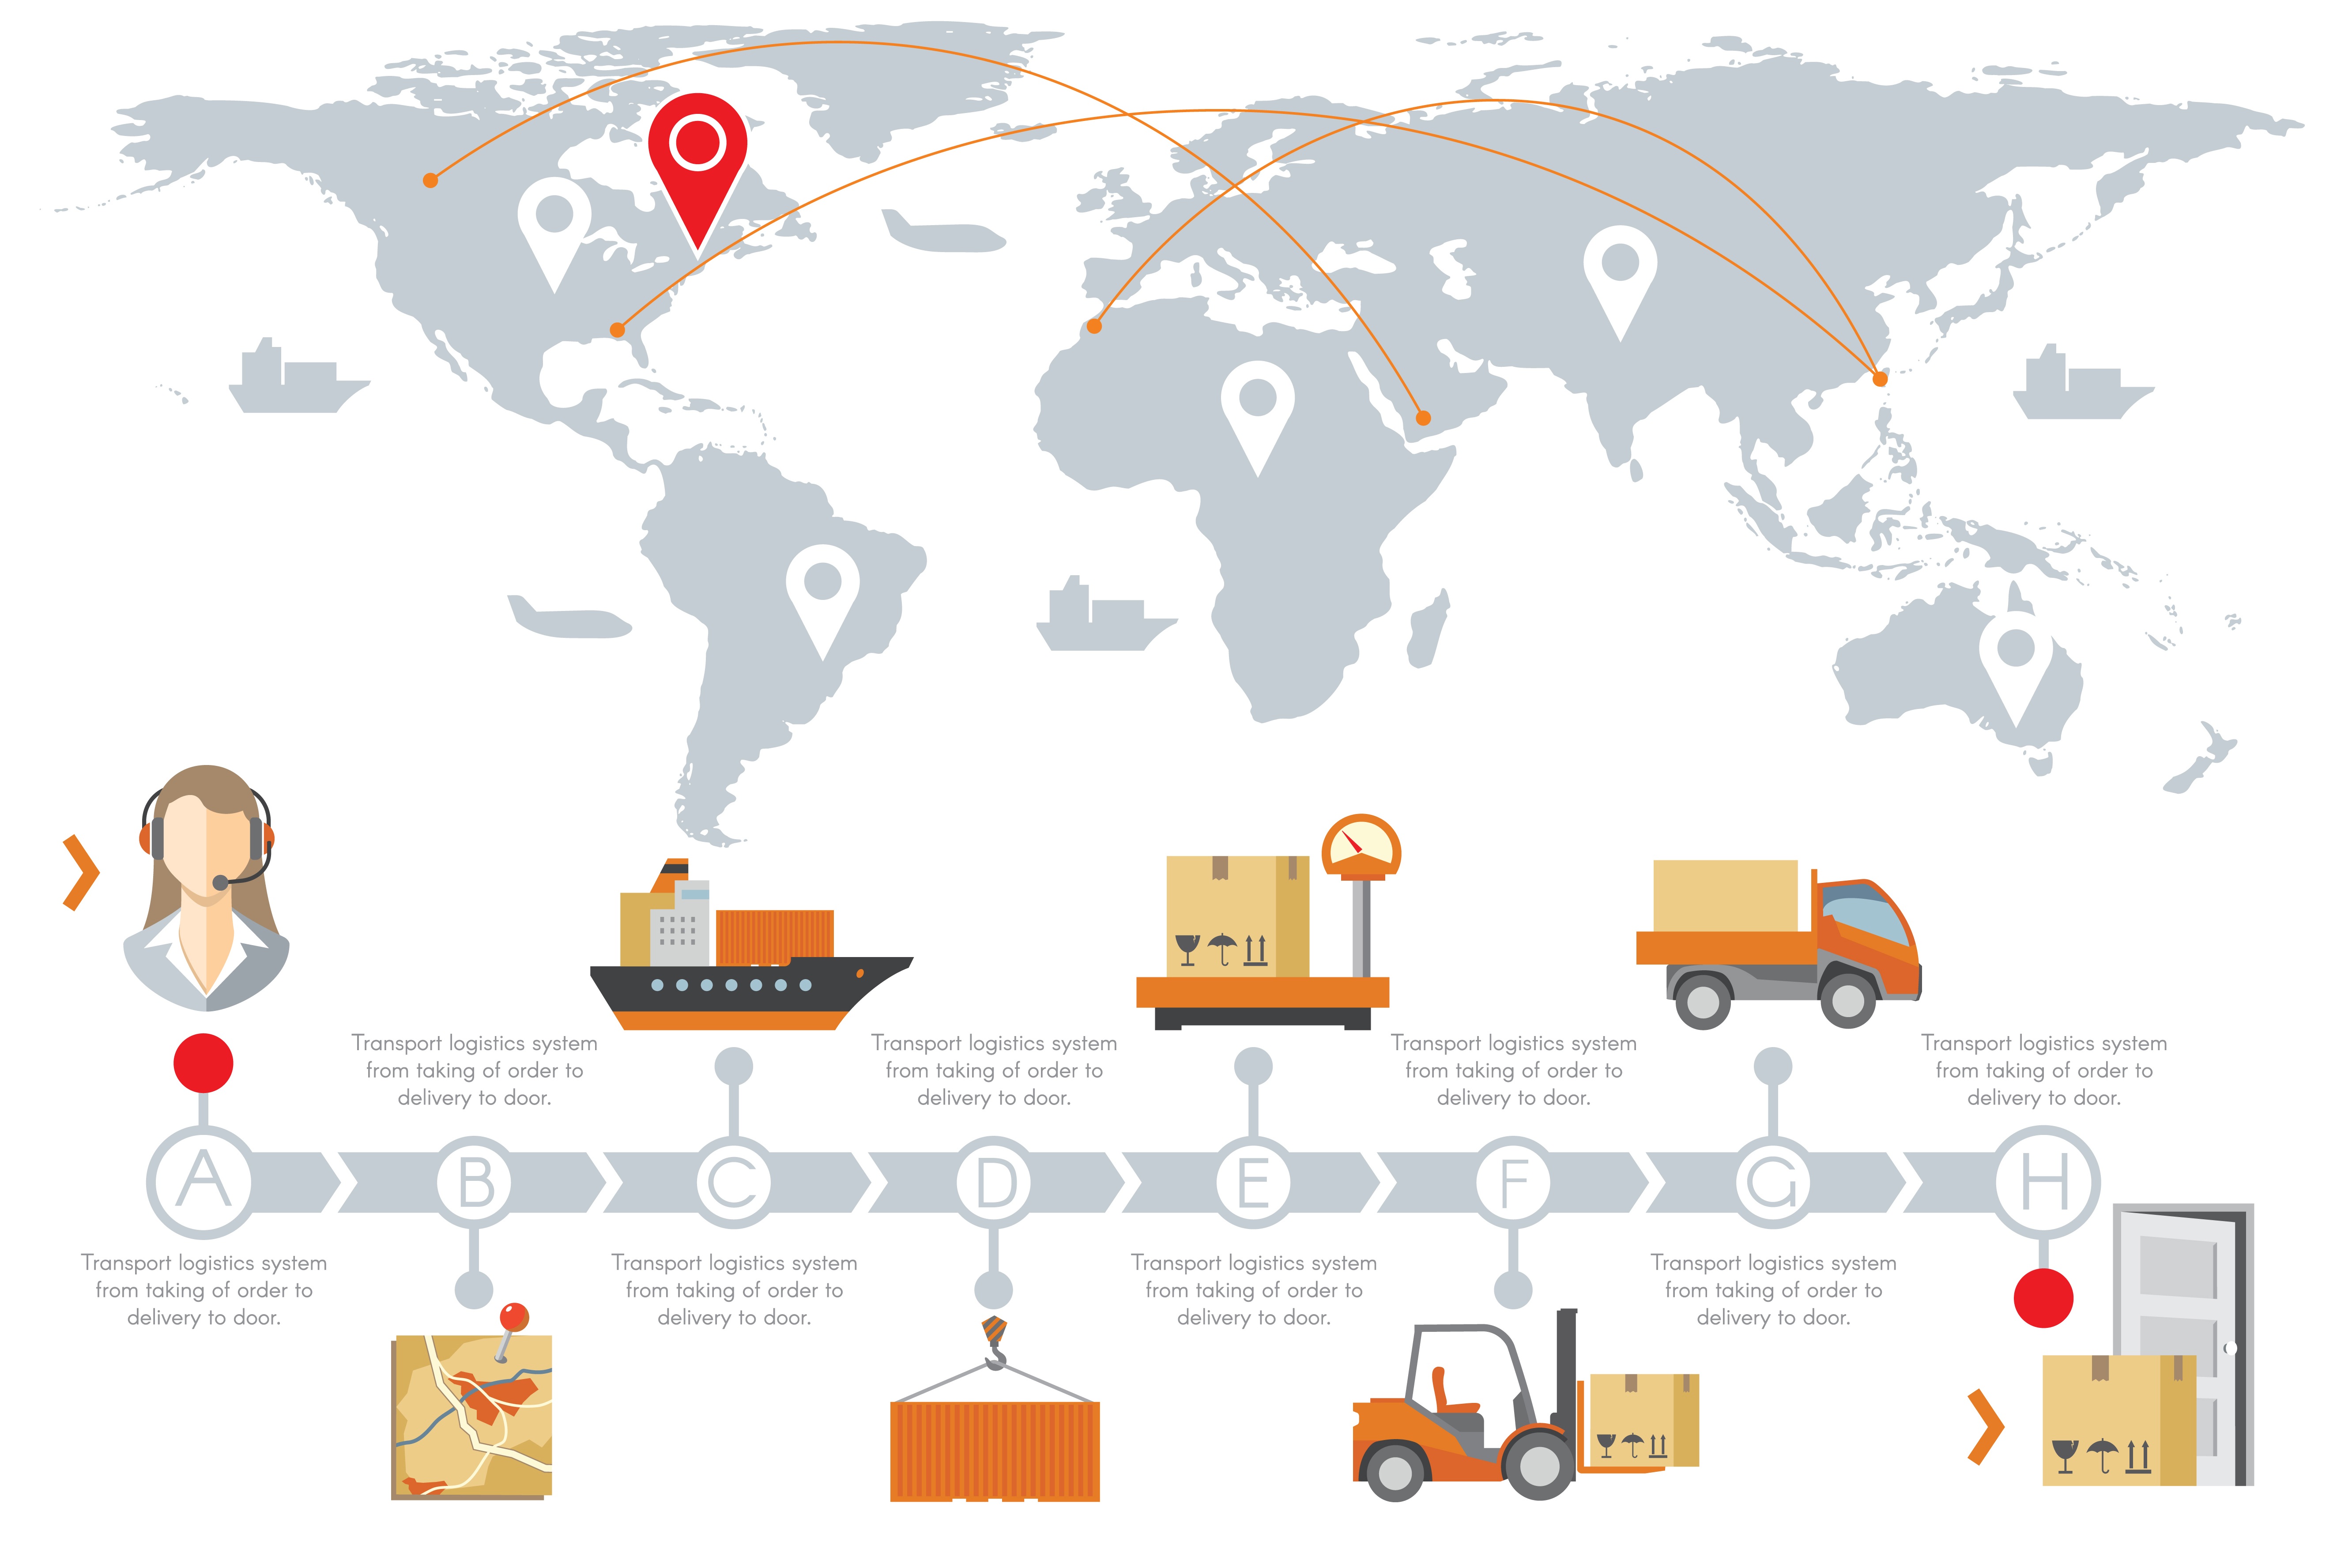 Transport logistics system
from taking of order to
delivery to door.
Transport logistics system
from taking of order to
delivery to door.
Transport logistics system
from taking of order to
delivery to door.
Transport logistics system
from taking of order to
delivery to door.
A
B
C
D
E
F
G
H
Transport logistics system
from taking of order to
delivery to door.
Transport logistics system
from taking of order to
delivery to door.
Transport logistics system
from taking of order to
delivery to door.
Transport logistics system
from taking of order to
delivery to door.